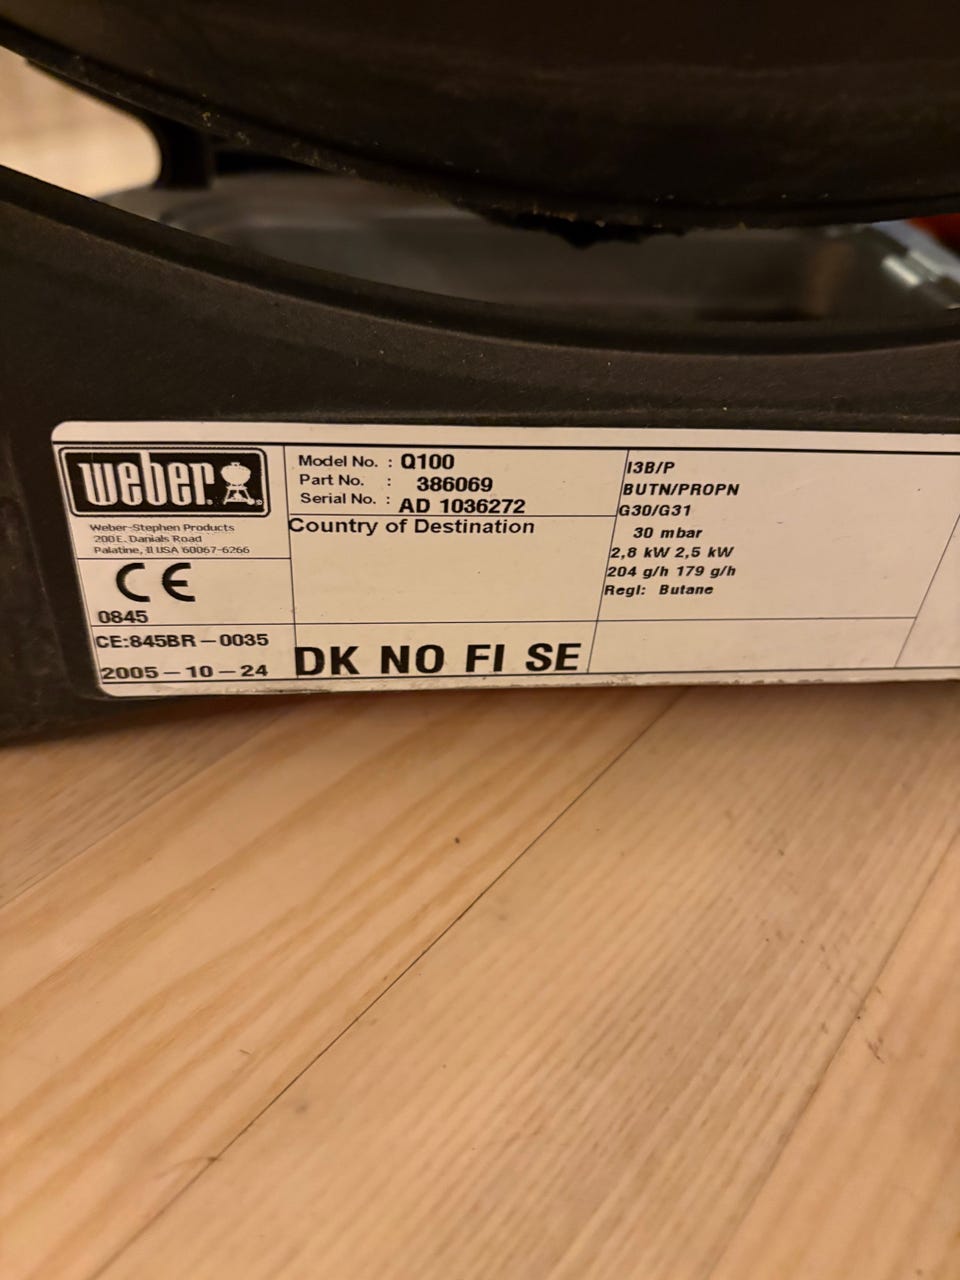 weber
Weber-Stephen Products
200 E. Danials Road
Palatine, Il USA 60067-6266
CE
0845
CE:845BR-0035
2005-10-24
Model No. : Q100
Part No. : 386069
Serial No. : AD 1036272
Country of Destination
DK NO FI SE
I3B/P
BUTN/PROPN
G30/G31
30 mbar
2,8 kW 2,5 kW
204 g/h 179 g/h
Regl: Butane